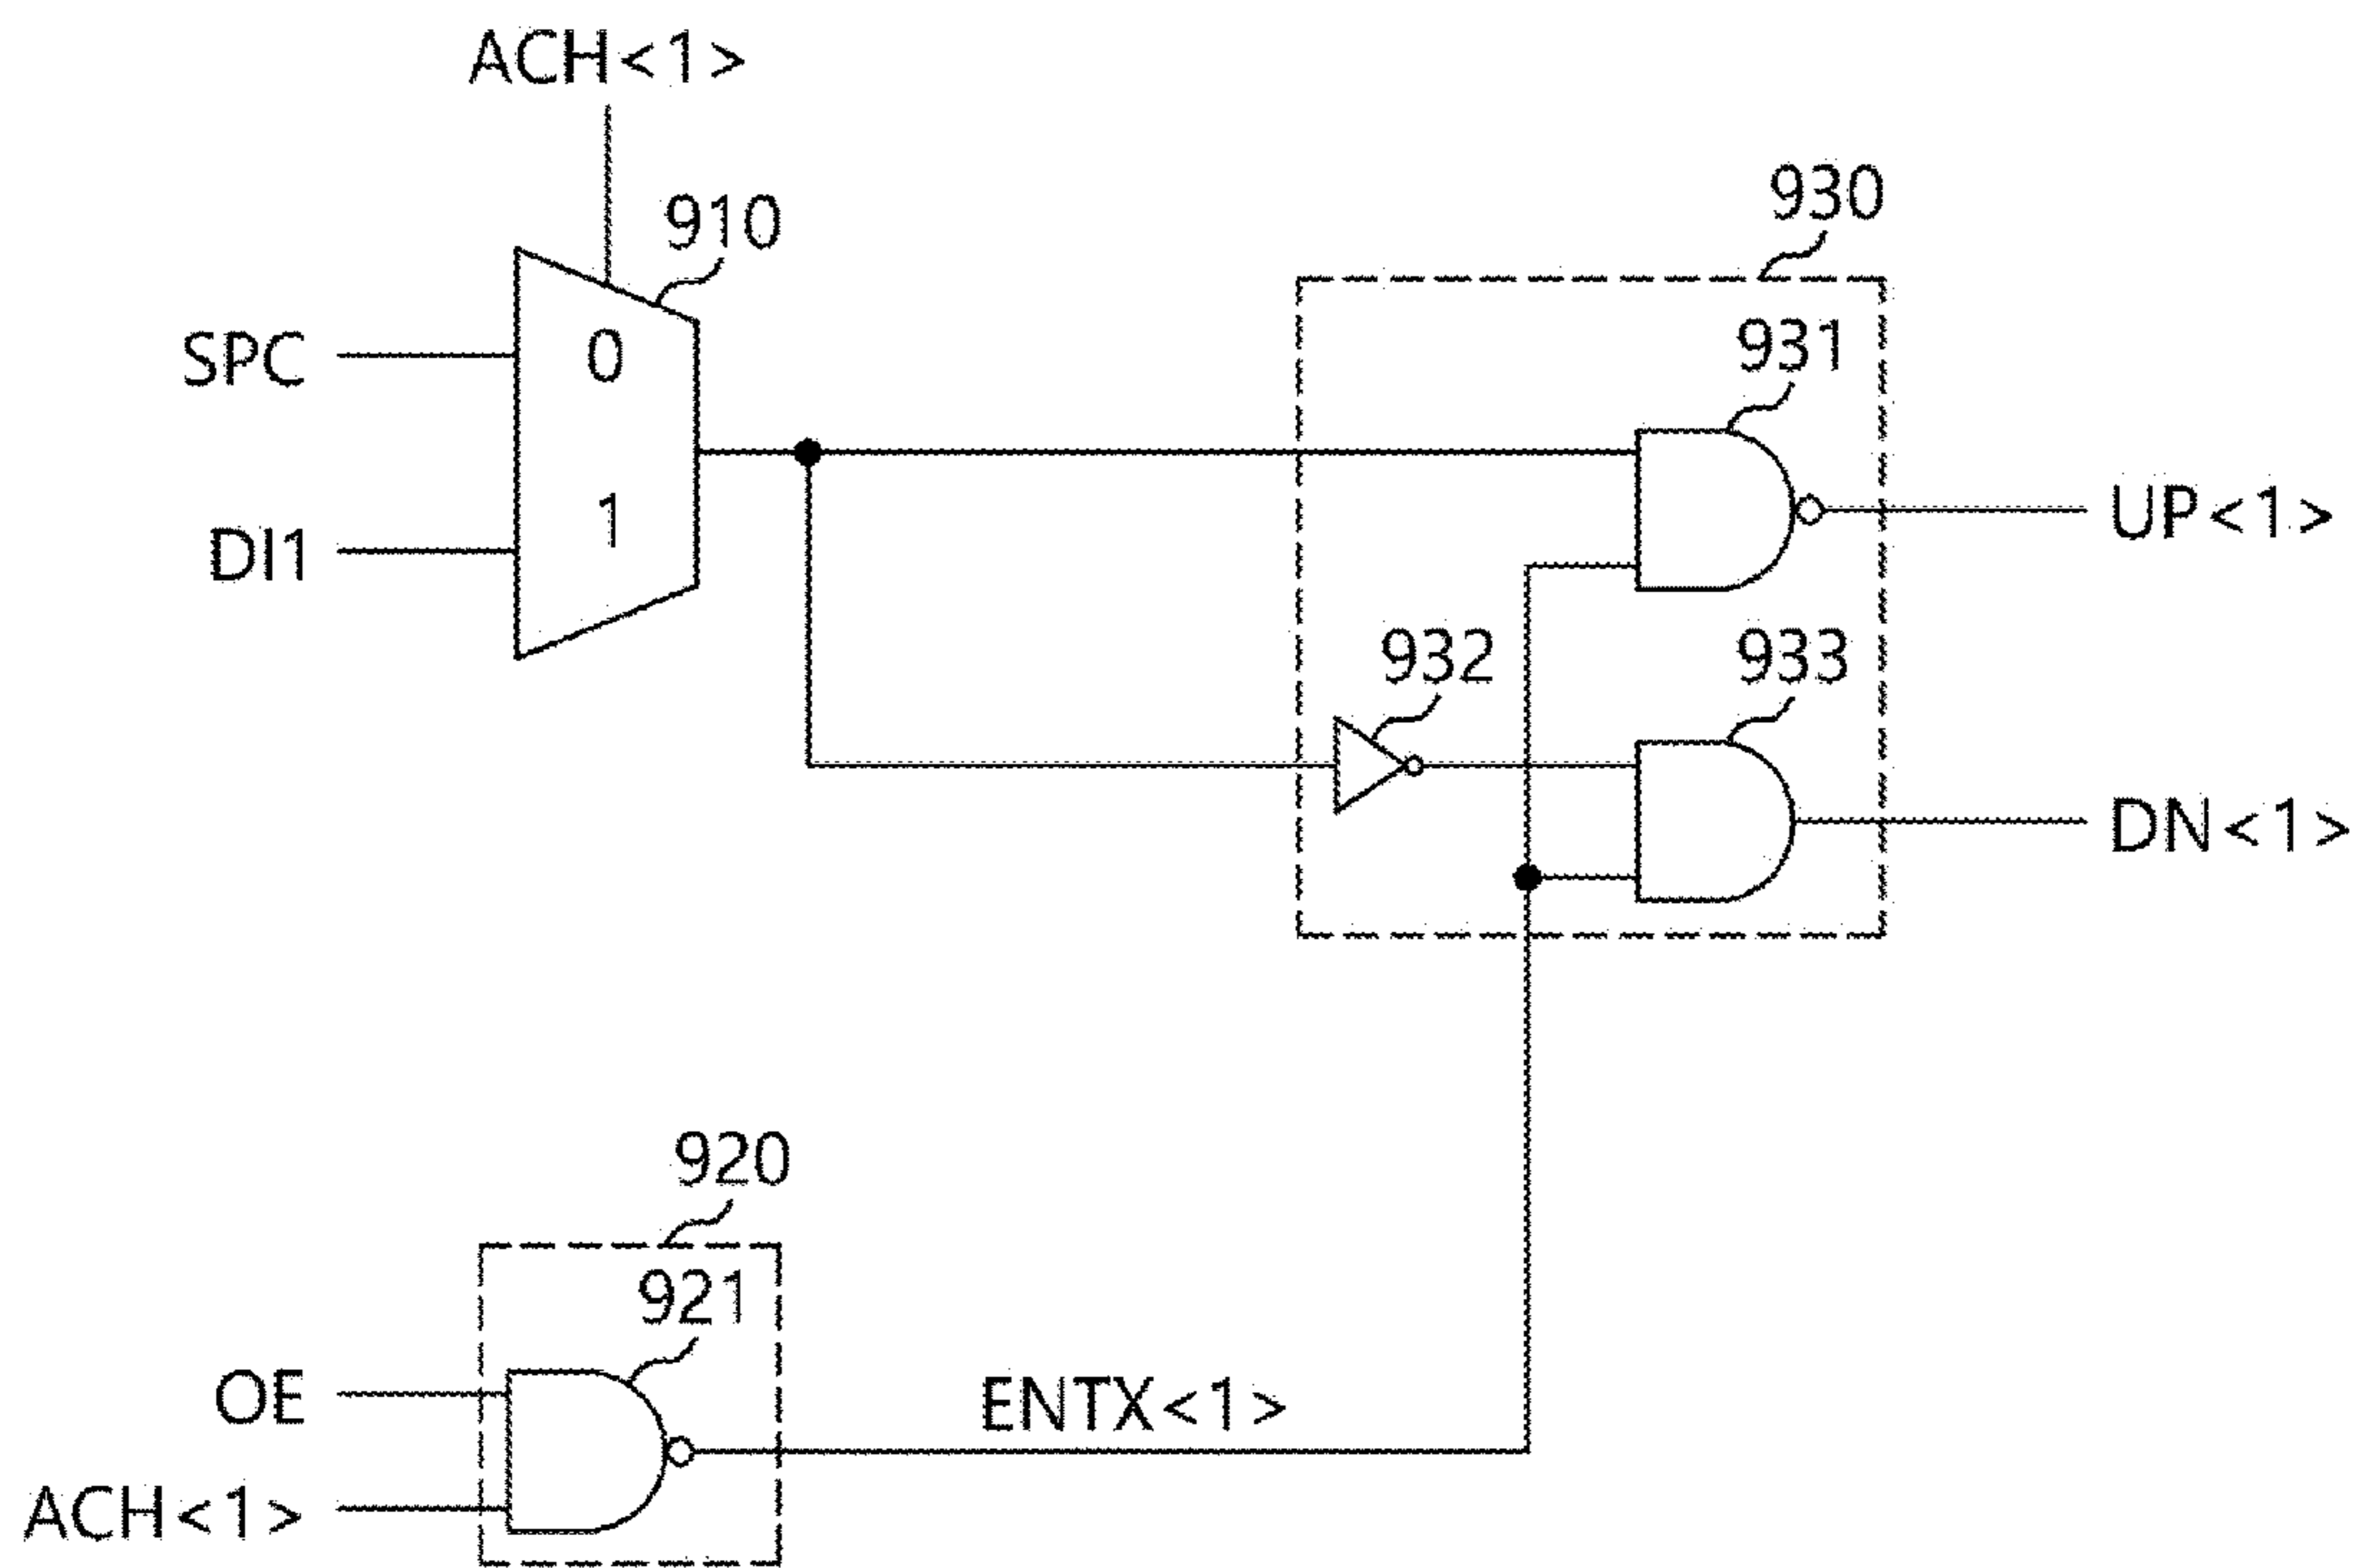 ACH<1>
910
930
0
931
SPC
1
UP<1>
DI1
932
933
DN<1>
920
921
OE
ENTX<1>
ACH<1>